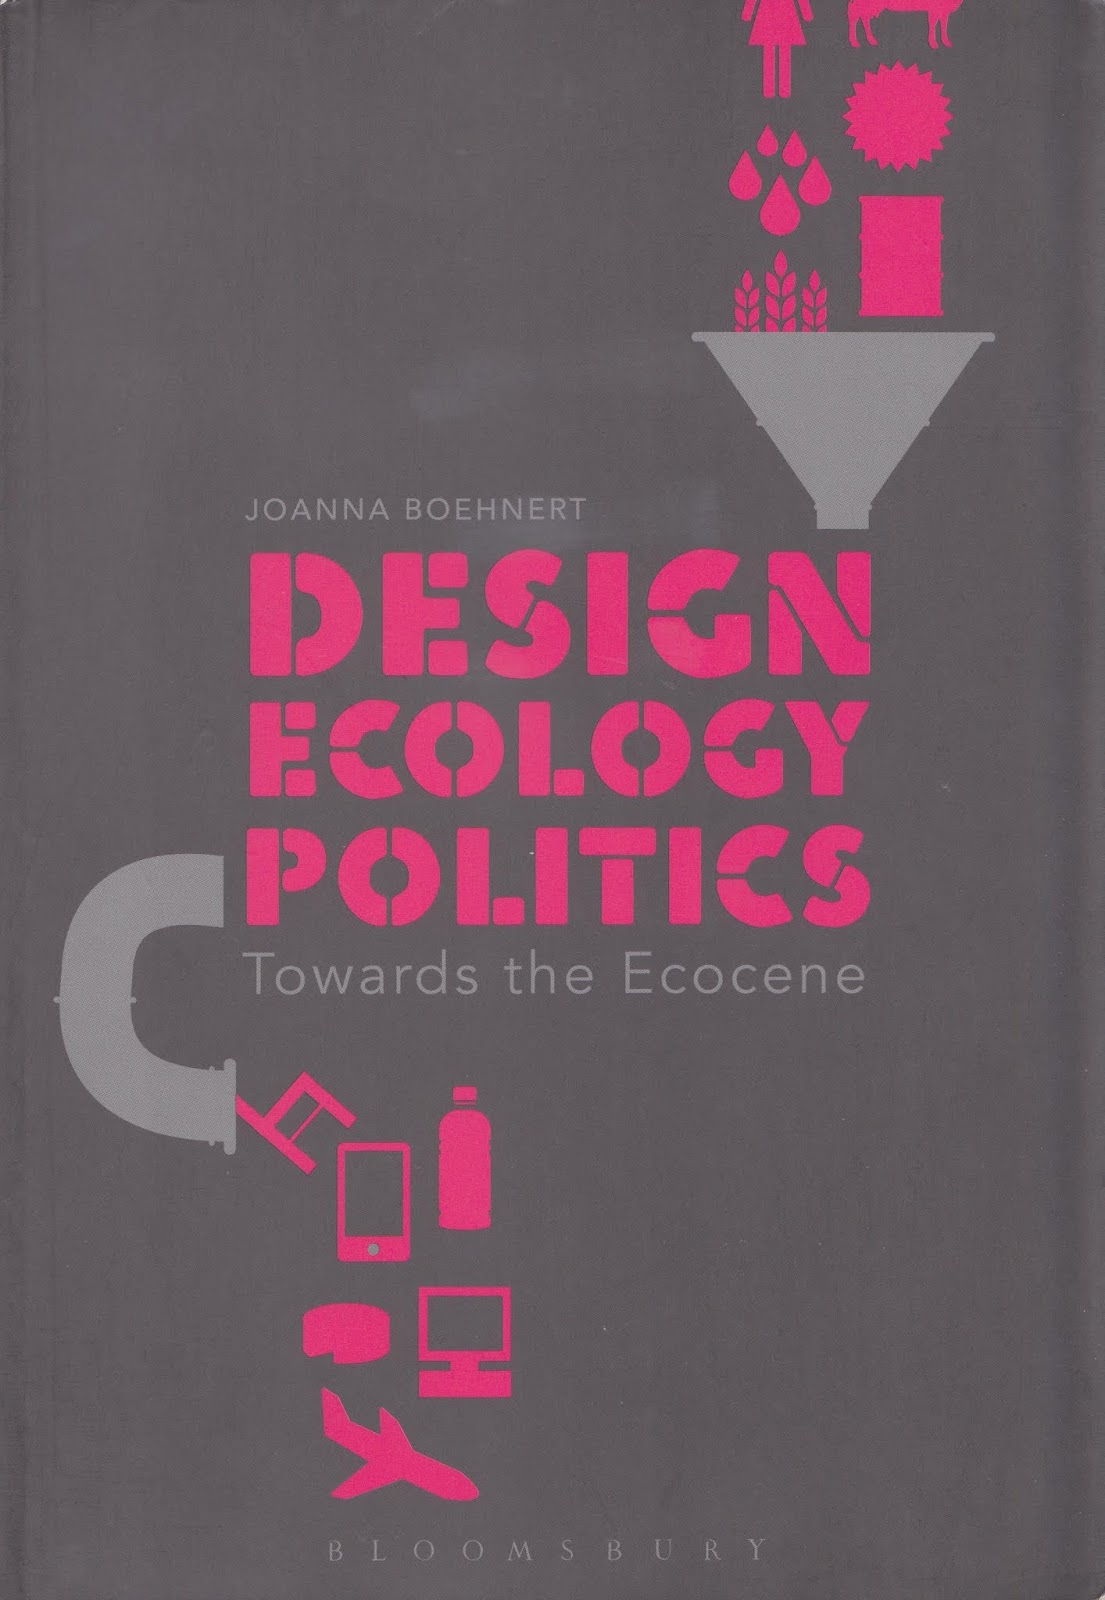 JOANNA BOEHNERT
DESIGN
ECOLOGY
POLITICS
Towards the Ecocene
BLOOMSBURY